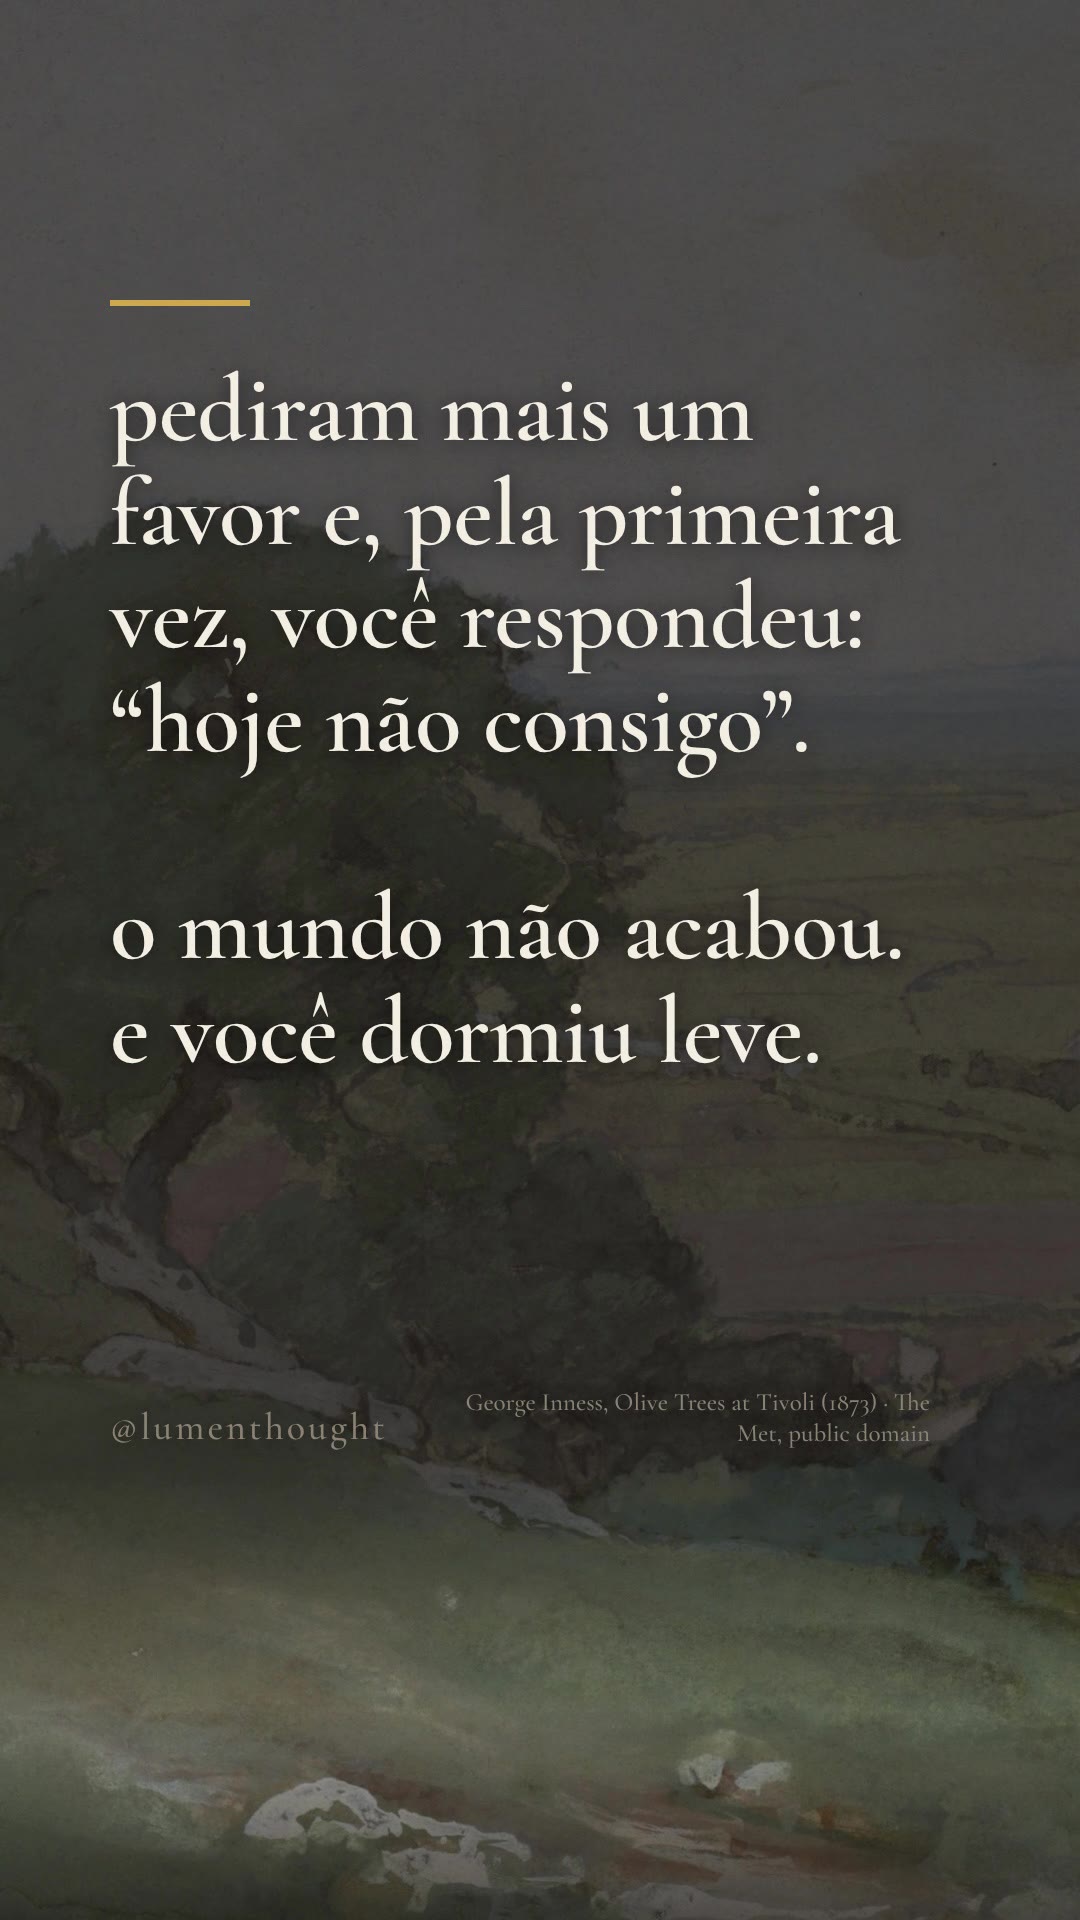 pediram mais um
favor e, pela primeira
vez, você respondeu:
“hoje não consigo”.
o mundo não acabou.
e você dormiu leve.
@lumenthought
George Inness, Olive Trees at Tivoli (1873) · The
Met, public domain